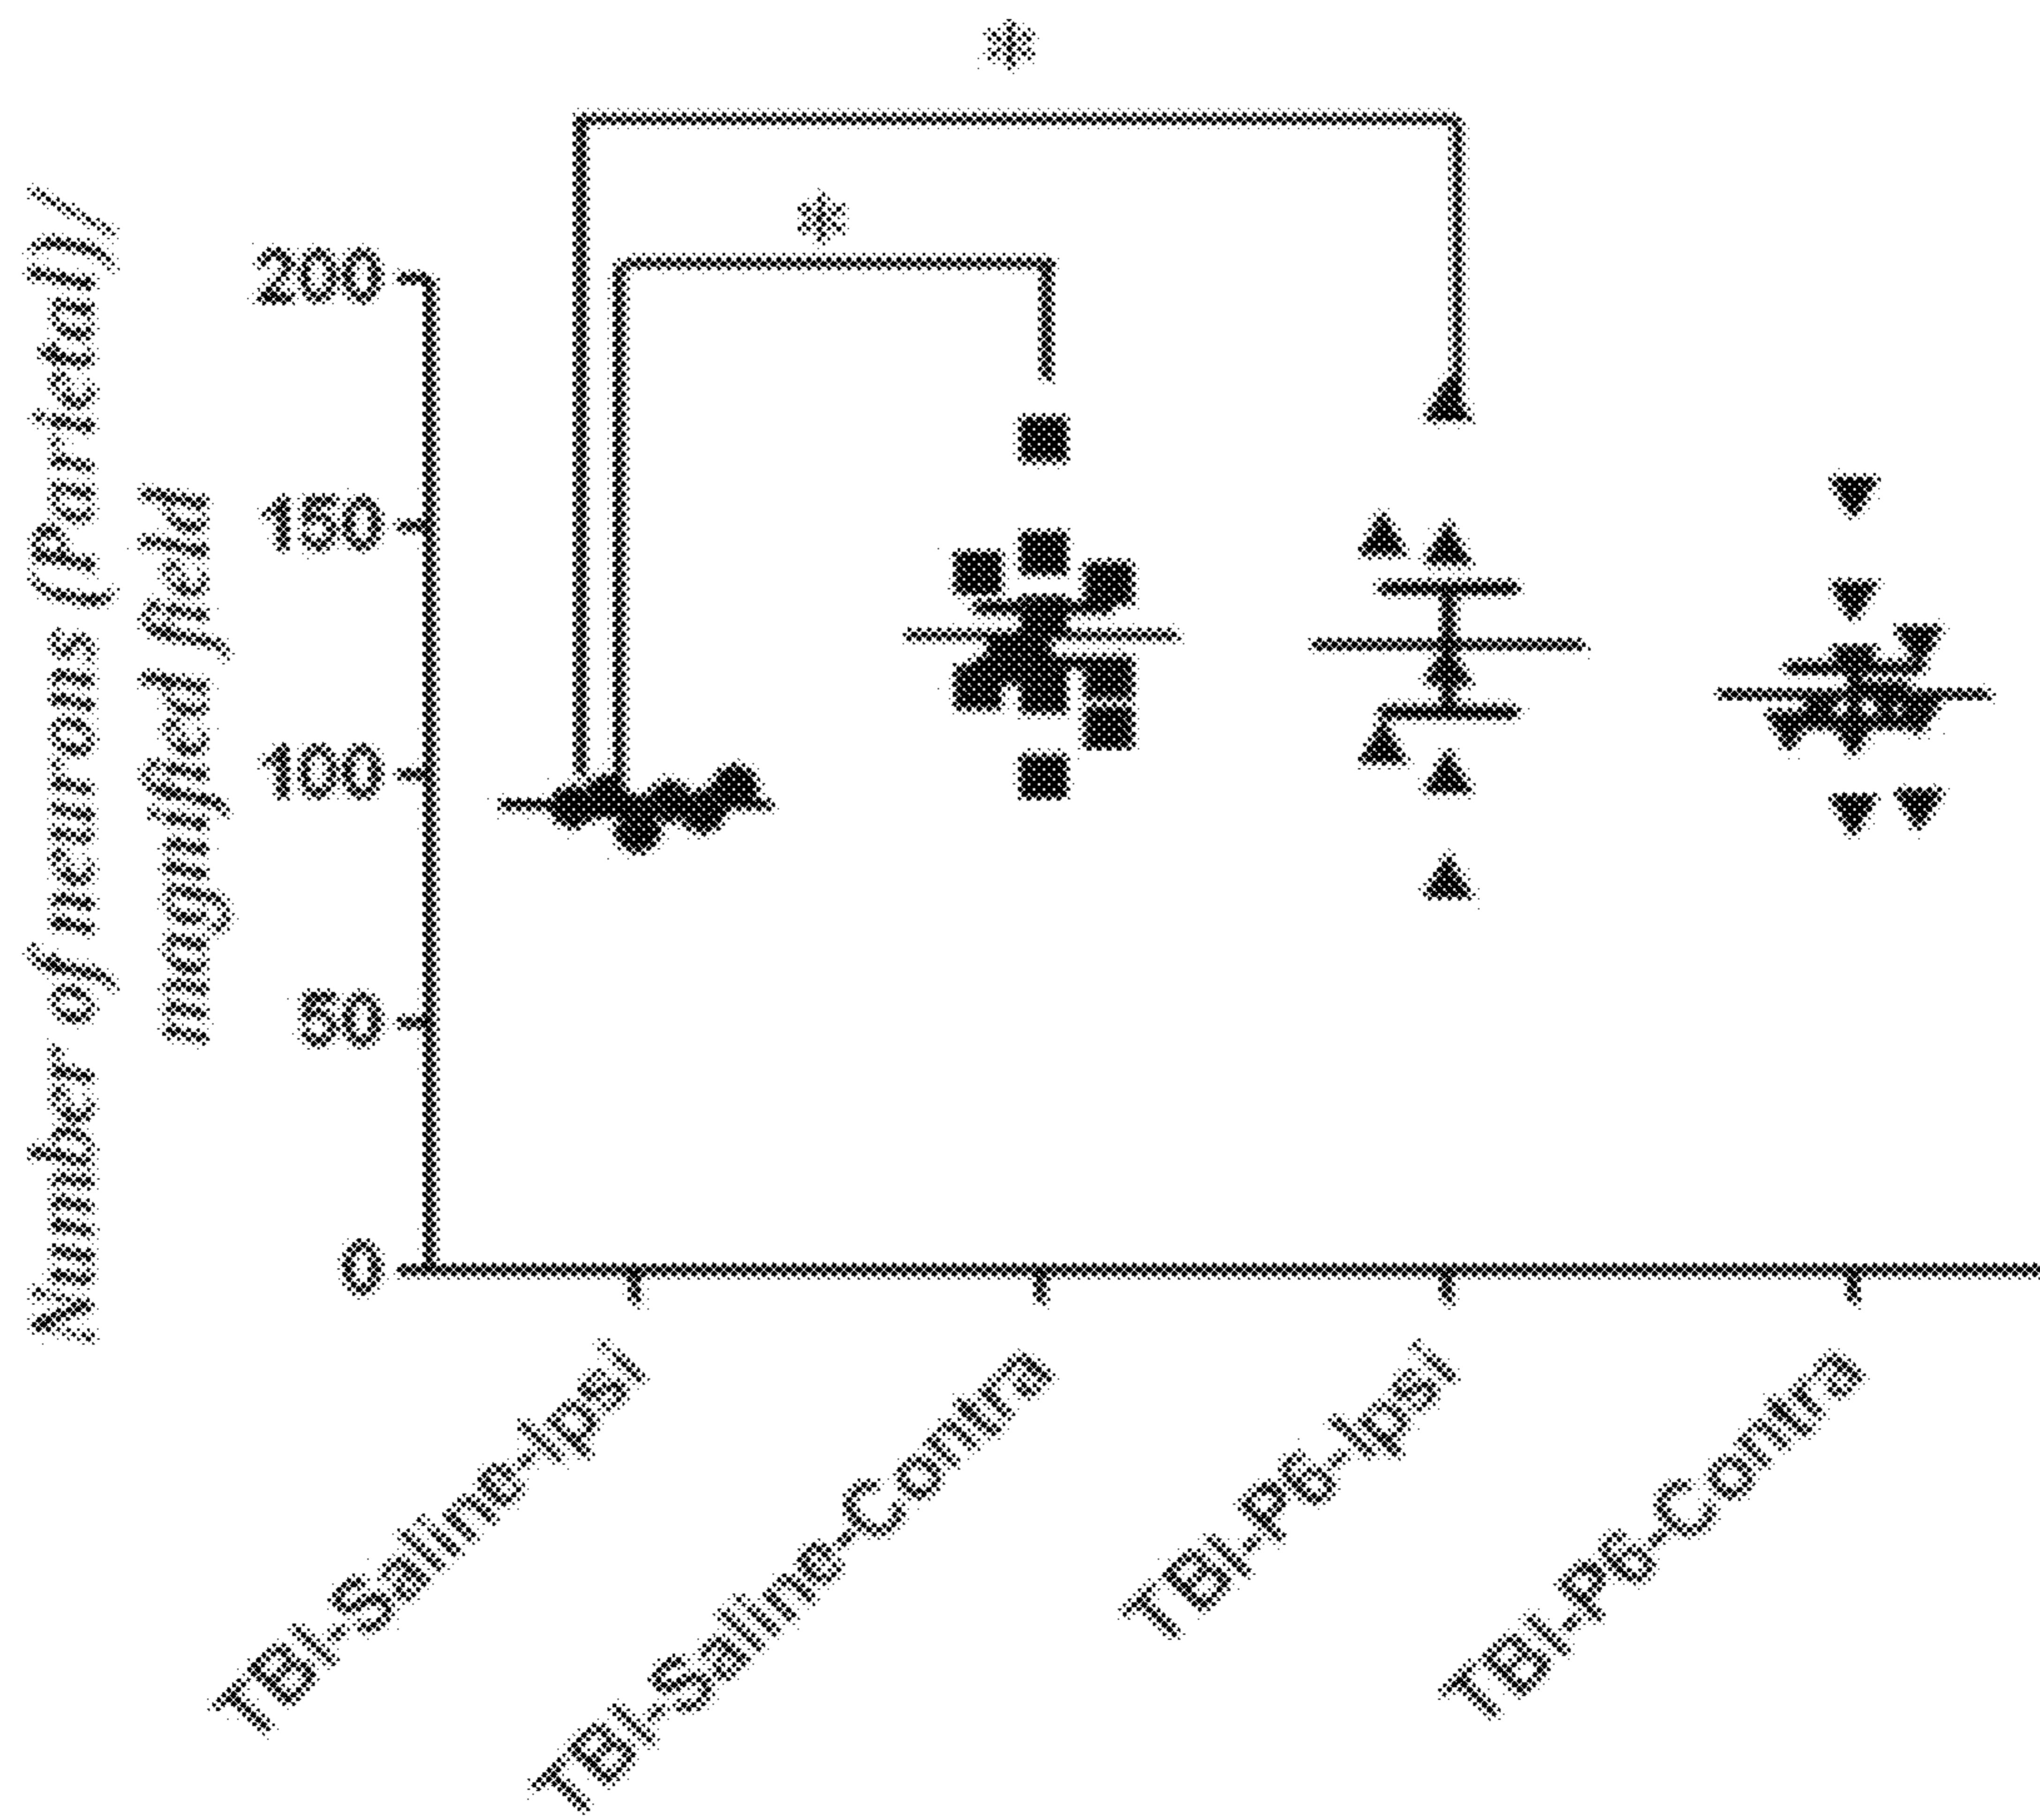 *
*
Number of neurons (Parietal)/
magnified field
200
150
100
50
0
TBI-Saline-Ipsi
TBI-Saline-Contra
TBI-P6-Ipsi
TBI-P6-Contra